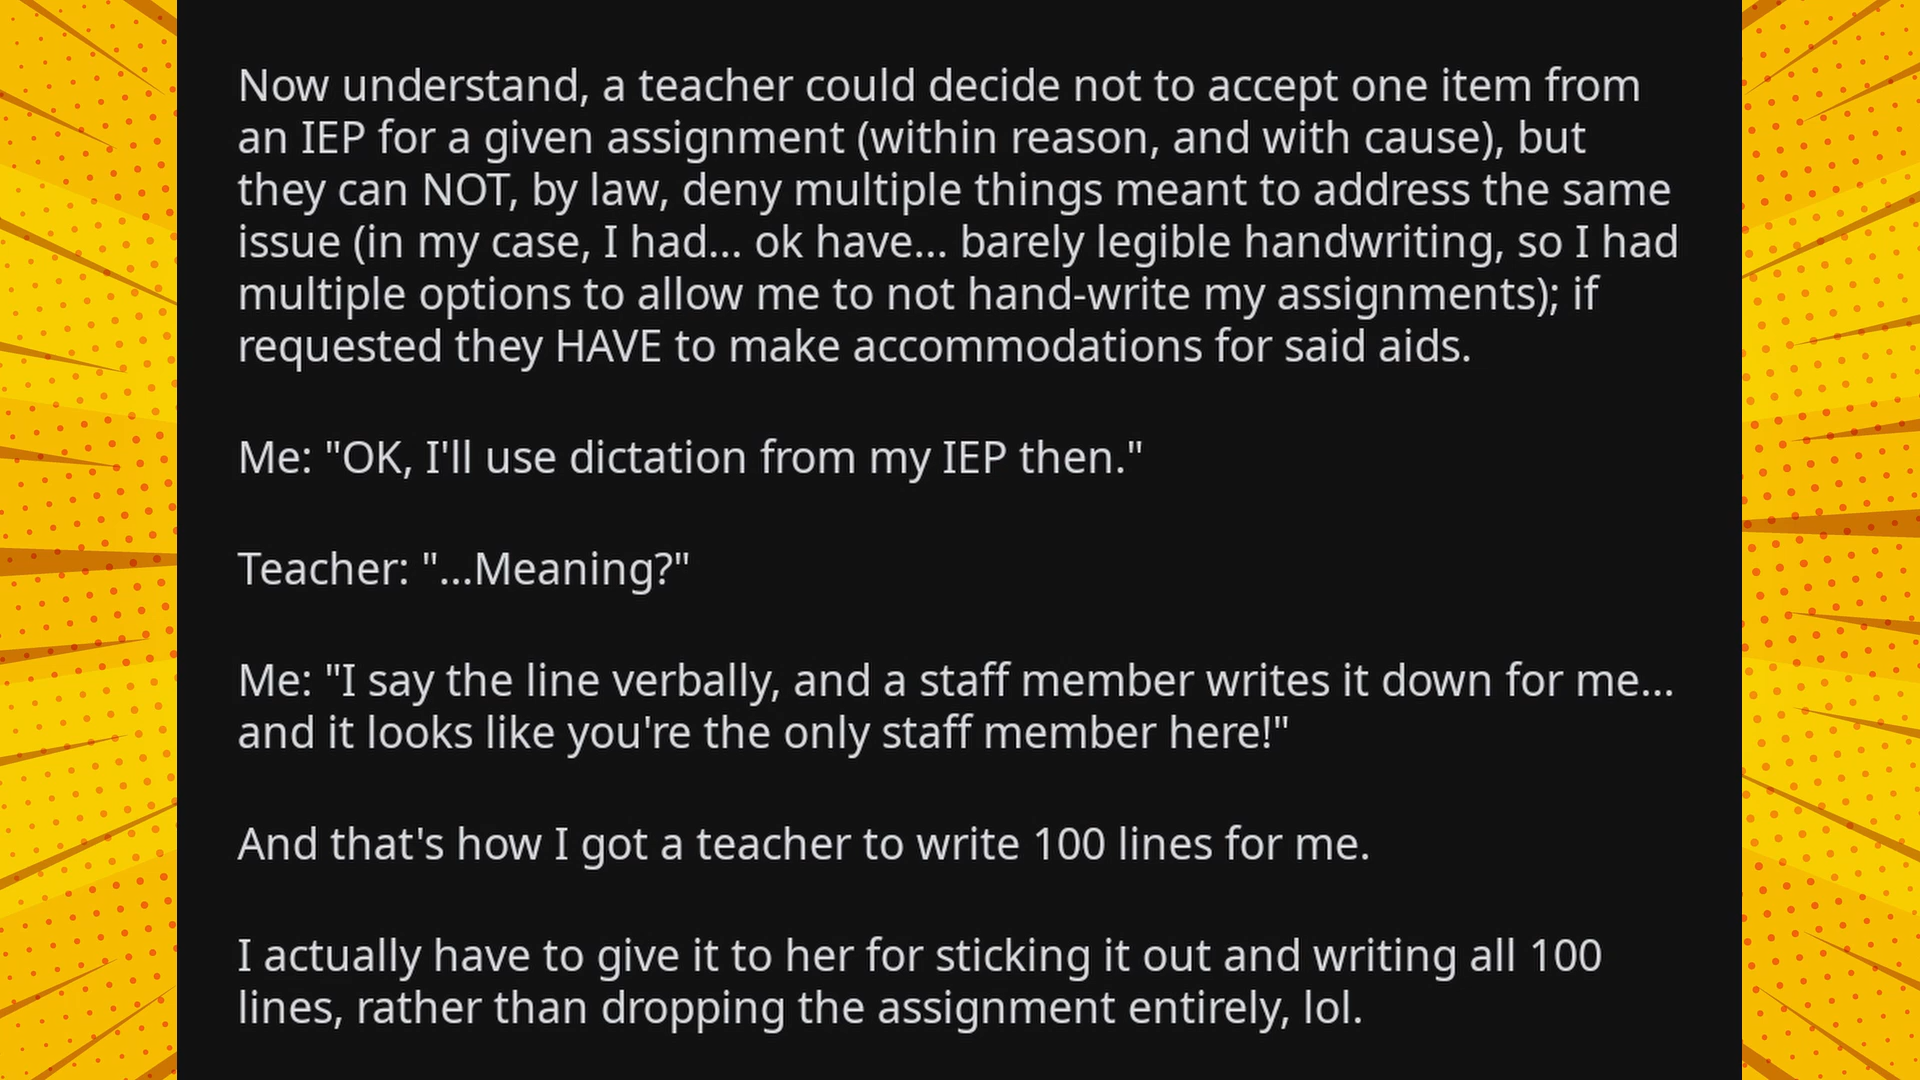 Now understand, a teacher could decide not to accept one item from
an IEP for a given assignment (within reason, and with cause), but
they can NOT, by law, deny multiple things meant to address the same
issue (in my case, I had... ok have... barely legible handwriting, so I had
multiple options to allow me to not hand-write my assignments); if
requested they HAVE to make accommodations for said aids.
Me: "OK, I'll use dictation from my IEP then."
Teacher: "...Meaning?"
Me: "I say the line verbally, and a staff member writes it down for me...
and it looks like you're the only staff member here!"
And that's how I got a teacher to write 100 lines for me.
I actually have to give it to her for sticking it out and writing all 100
lines, rather than dropping the assignment entirely, lol.